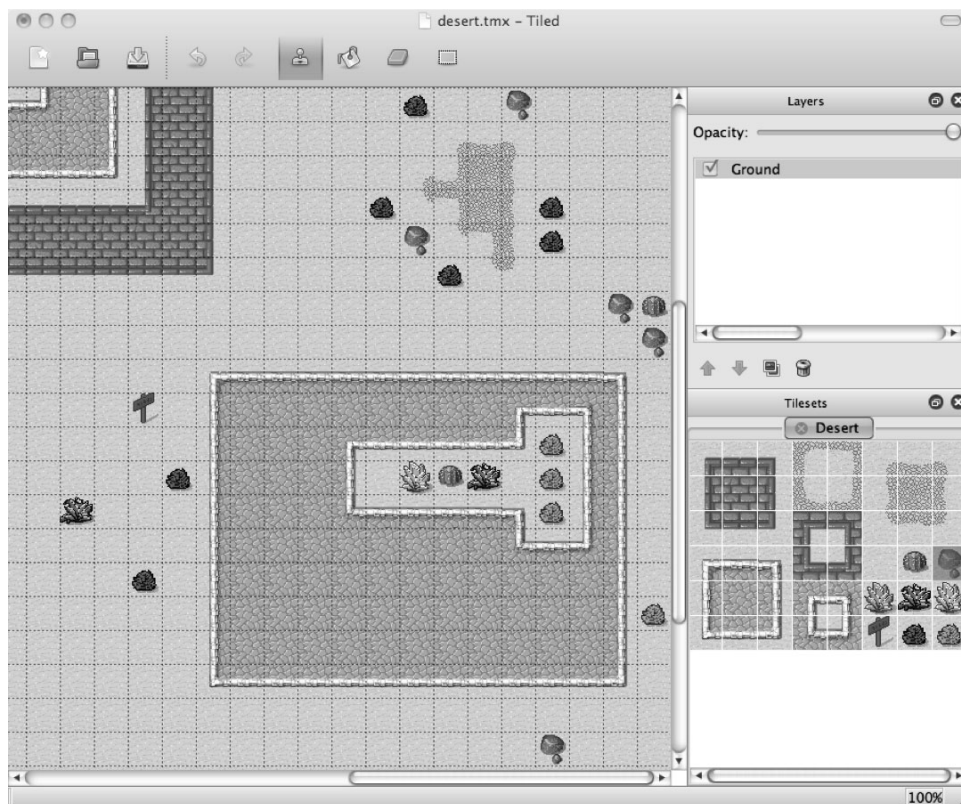 desert.tmx – Tiled
Layers
Opacity:
Ground
Tilesets
Desert
100%